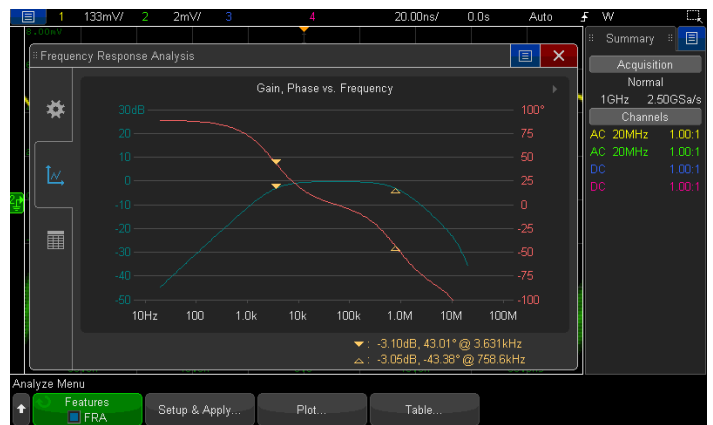 1 133mV/ 2 2mV/ 3 4 20.00ns/ 0.0s Auto W
8.00mV
Summary
Frequency Response Analysis
Acquisition
Normal
1GHz 2.50GSa/s
Channels
AC 20MHz 1.00:1
AC 20MHz 1.00:1
DC 1.00:1
DC 1.00:1
Gain, Phase vs. Frequency
30dB 100°
20 75
10 50
0 25
-10 0
-20 -25
-30 -50
-40 -75
-50 -100
10Hz 100 1.0k 10k 100k 1.0M 10M 100M
: -3.10dB, 43.01° @ 3.631kHz
: -3.05dB, -43.38° @ 758.6kHz
Analyze Menu
Features
FRA
Setup & Apply...
Plot...
Table...